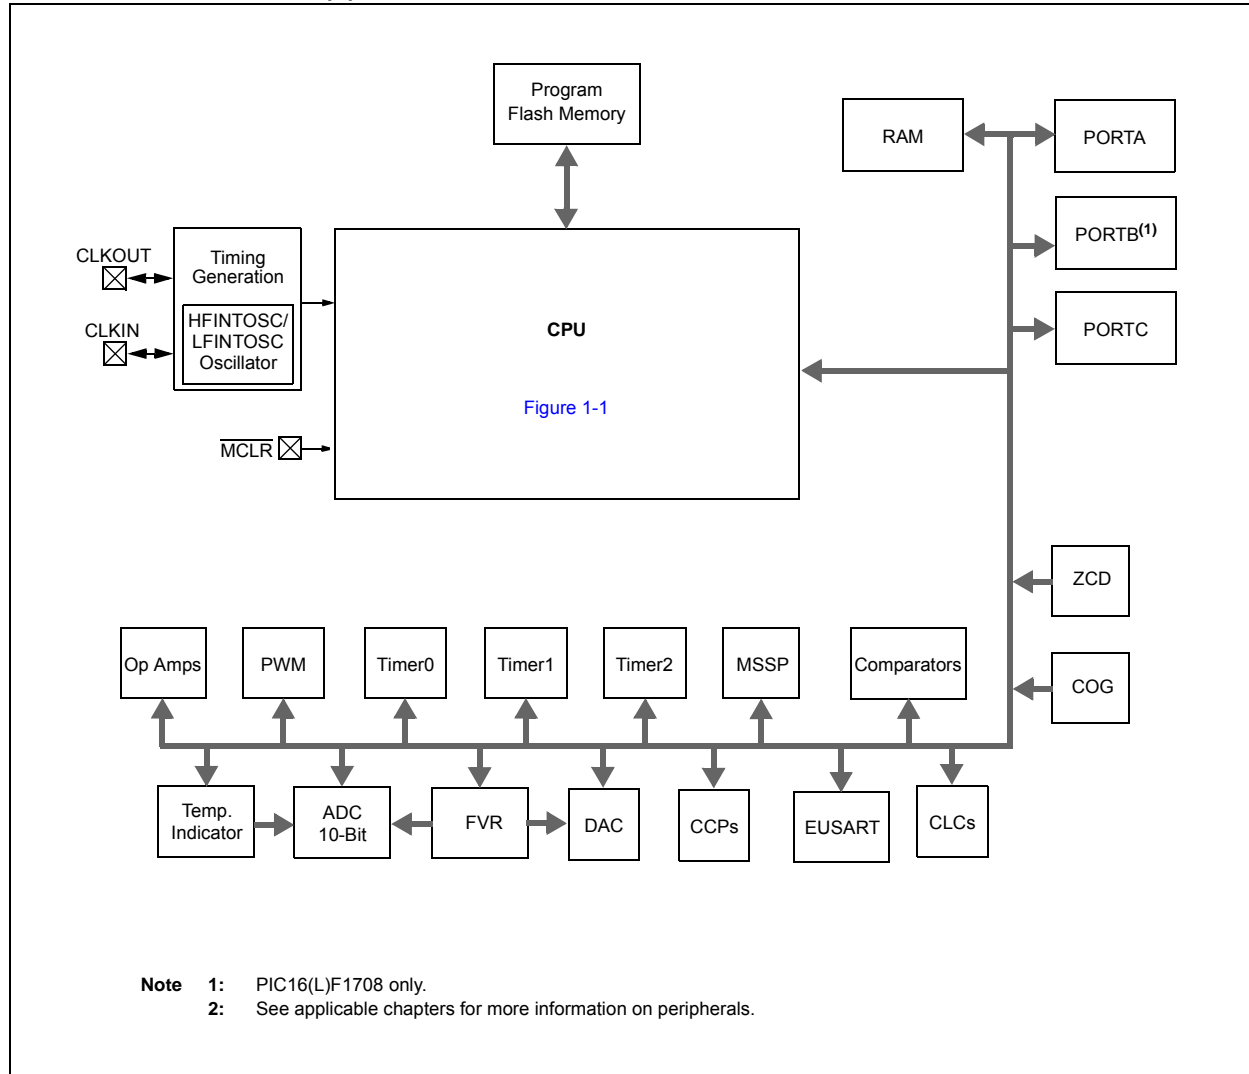 Program
Flash Memory
RAM
PORTA
PORTB(1)
PORTC
CLKOUT
Timing
Generation
CLKIN
HFINTOSC/
LFINTOSC
Oscillator
CPU
Figure 1-1
MCLR
ZCD
COG
Op Amps
PWM
Timer0
Timer1
Timer2
MSSP
Comparators
Temp.
Indicator
ADC
10-Bit
FVR
DAC
CCPs
EUSART
CLCs
Note 1: PIC16(L)F1708 only.
2: See applicable chapters for more information on peripherals.